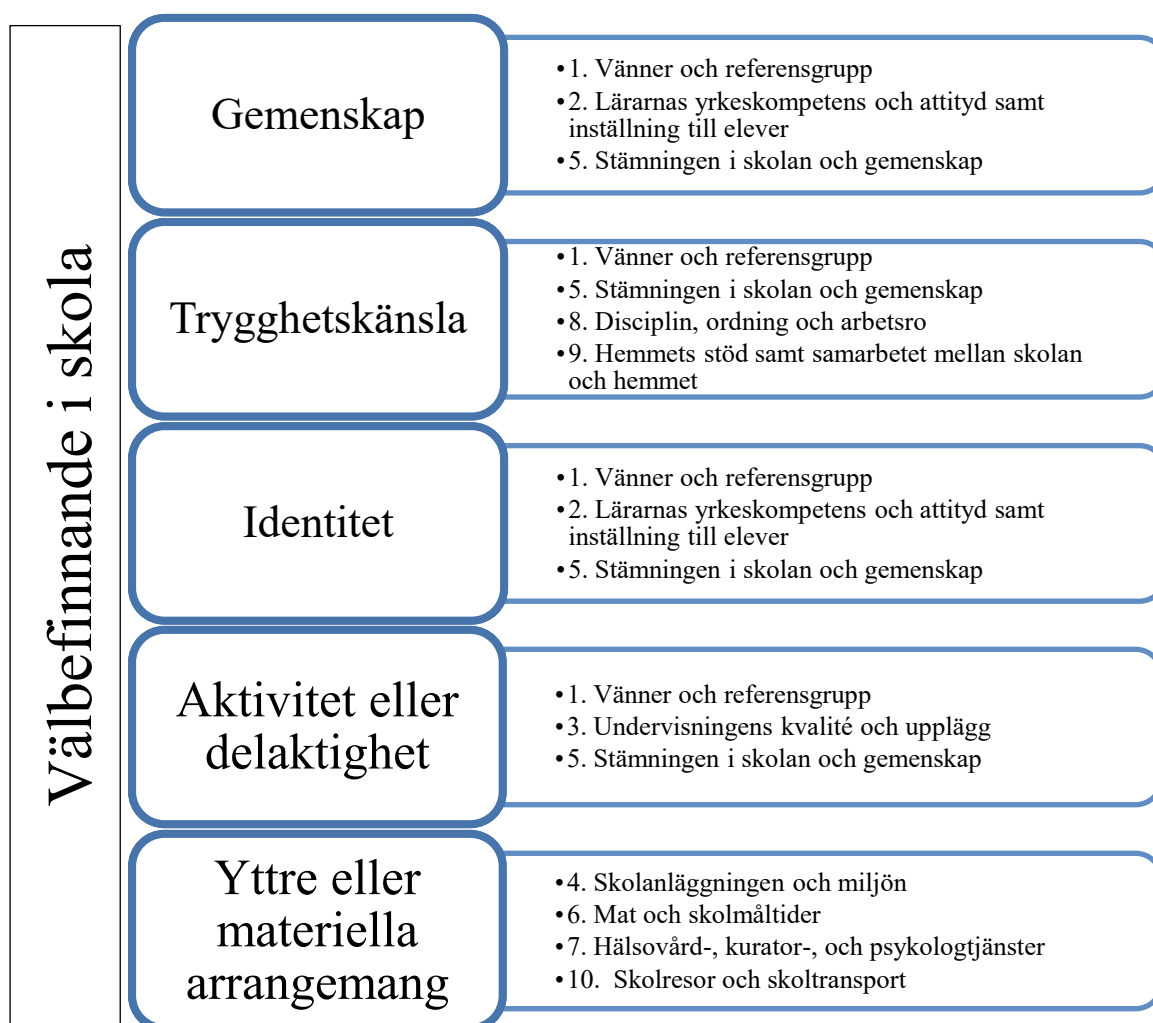 Välbefinnande i skola
Gemenskap
•1. Vänner och referensgrupp
•2. Lärarnas yrkeskompetens och attityd samt
inställning till elever
•5. Stämningen i skolan och gemenskap
Trygghetskänsla
•1. Vänner och referensgrupp
•5. Stämningen i skolan och gemenskap
•8. Disciplin, ordning och arbetsro
•9. Hemmets stöd samt samarbetet mellan skolan
och hemmet
Identitet
•1. Vänner och referensgrupp
•2. Lärarnas yrkeskompetens och attityd samt
inställning till elever
•5. Stämningen i skolan och gemenskap
Aktivitet eller
delaktighet
•1. Vänner och referensgrupp
•3. Undervisningens kvalité och upplägg
•5. Stämningen i skolan och gemenskap
Yttre eller
materiella
arrangemang
•4. Skolanläggningen och miljön
•6. Mat och skolmåltider
•7. Hälsovård-, kurator-, och psykologtjänster
•10. Skolresor och skoltransport